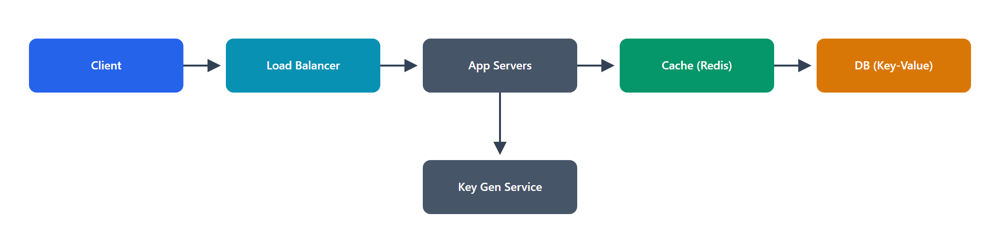 Client
Load Balancer
App Servers
Cache (Redis)
DB (Key-Value)
Key Gen Service